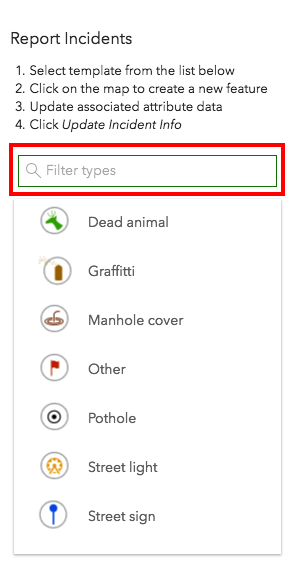 Report Incidents
1. Select template from the list below
2. Click on the map to create a new feature
3. Update associated attribute data
4. Click Update Incident Info
Filter types
Dead animal
Graffitti
Manhole cover
Other
Pothole
Street light
Street sign